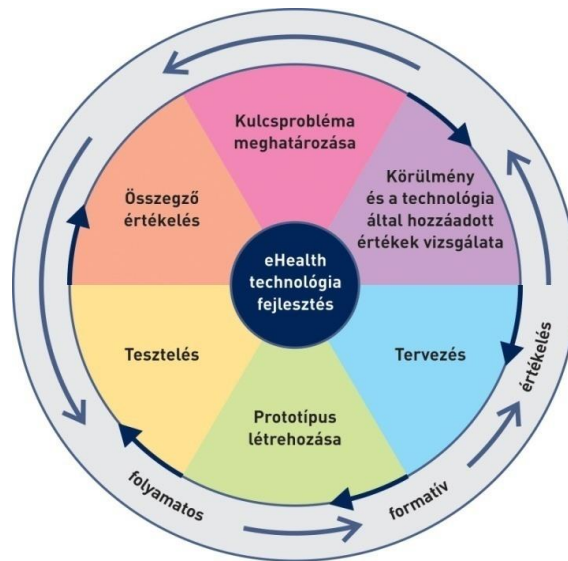 Kulcsprobléma
meghatározása
Körülmény
és a technológia
által hozzáadott
értékek vizsgálata
Összegző
értékelés
eHealth
technológia
fejlesztés
Tesztelés
Tervezés
Prototípus
létrehozása
folyamatos
formatív
értékelés